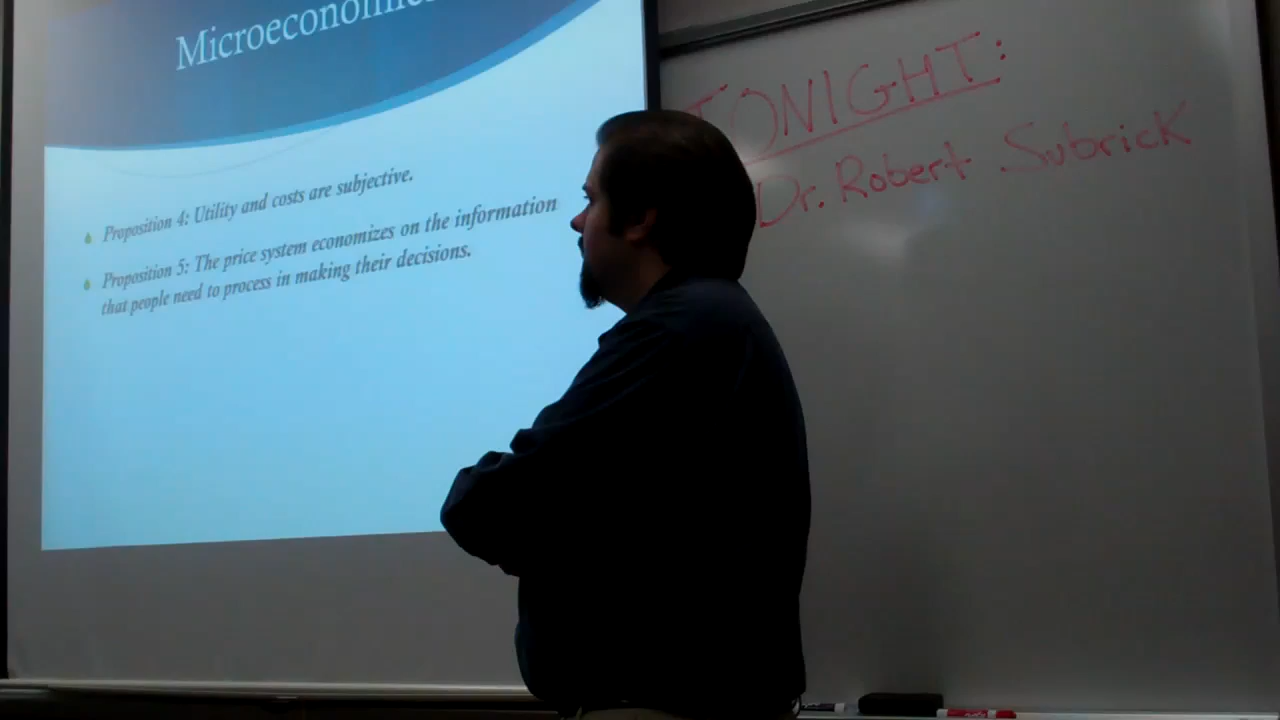 Microeconomic
Proposition 4: Utility and costs are subjective.
Proposition 5: The price system economizes on the information
that people need to process in making their decisions.
TONIGHT:
Dr. Robert Subrick